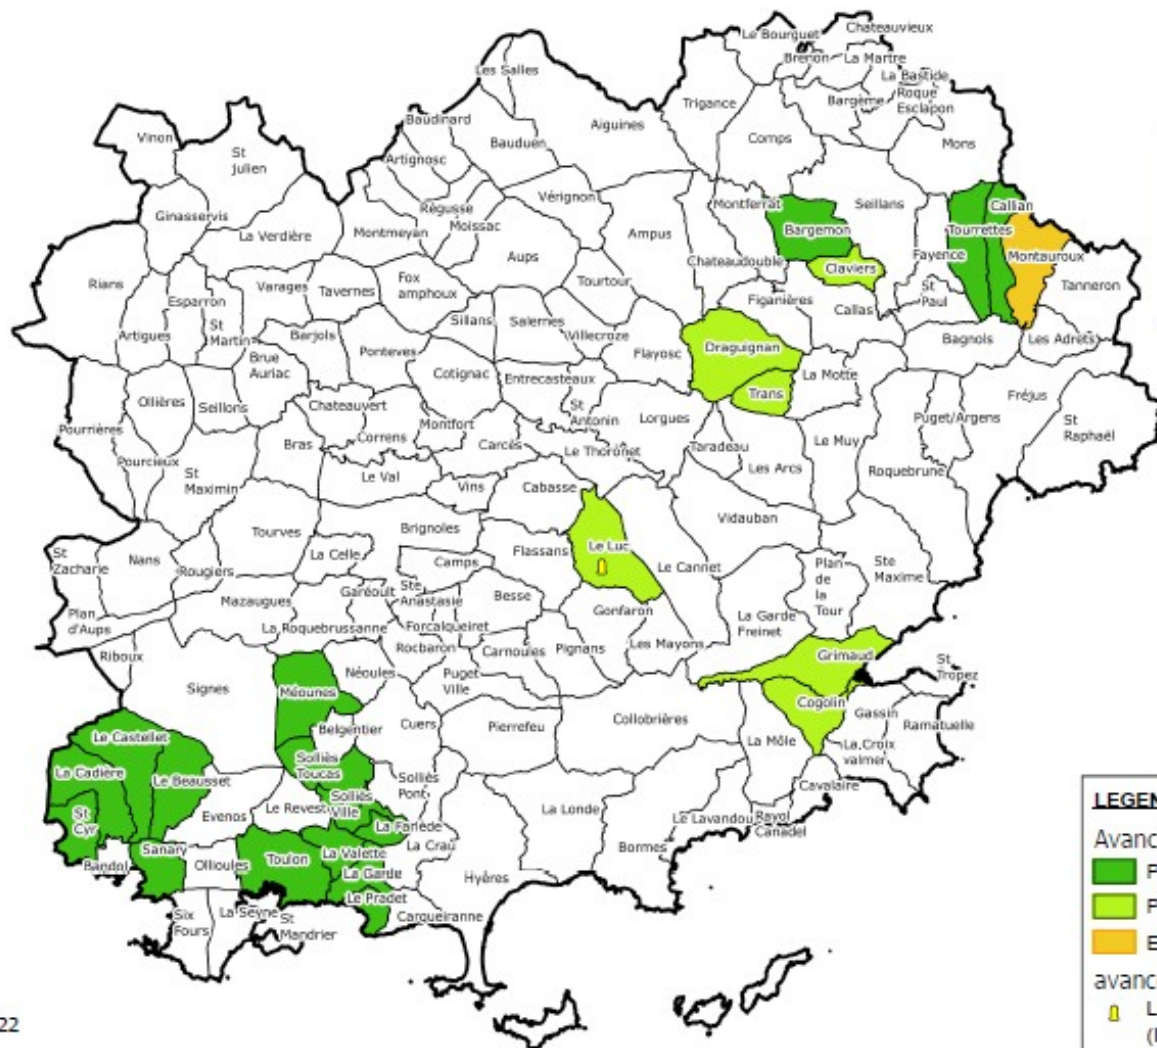 Le Bourguet
Chateauvieux
Brenon
La Martre
Les Salles
La Bastide
Roque
Esclapon
Trigance
Bargème
Baudinard
Aiguines
Vinon
St
julien
Bauduen
Comps
Mons
Artignosc
Vérignon
Montferrat
Seillans
Callian
Régusse
Ginasservis
Moissac
Bargemon
Tourrettes
La Verdière
Montmeyan
Ampus
Aups
Chateaudouble
Fayence
Montauroux
Claviers
Rians
Varages
Tavernes
Fox
amphoux
Tourtour
St
Paul
Tanneron
Esparron
Figanières
Callas
Artigues
St
Martin
Barjols
Sillans
Salernes
Villecroze
Bagnols
Les Adrets
Brue
Auriac
Ponteves
Flayosc
Draguignan
Cotignac
Entrecasteaux
La Motte
Trans
Fréjus
Ollières
Seillons
Chateauvert
St
Antonin
Lorgues
Puget/Argens
St
Raphaël
Pourrières
Montfort
Correns
Bras
Carcés
Taradeau
Le Muy
Pourcieux
Le Thoronet
Les Arcs
Roquebrune
St
Maximin
Le Val
Vins
Cabasse
Vidauban
Tourves
Brignoles
St
Zacharie
Nans
La Celle
Flassans
Le Luc
Camps
Le Cannet
Plan
de
la
Tour
Ste
Maxime
Rougiers
Garéoult
Ste
Anastasie
Besse
Mazaugues
Gonfaron
Plan
d'Aups
Forcalqueiret
La Garde
Freinet
La Roquebrussanne
Rocbaron
Carnoules
Pignans
Les Mayons
Riboux
Grimaud
St
Tropez
Néoules
Puget
Ville
Signes
Méounes
Cogolin
Gassin
Ramatuelle
Cuers
Pierrefeu
Collobrières
Belgentier
Le Castellet
La Môle
La Croix
valmer
Solliès
Toucas
La Cadière
Le Beausset
Solliès
Pont
Cavalaire
Solliès
Ville
Le Revest
La Londe
St
Cyr
Evenos
Le Lavandou
Rayol
Canadel
La Farlède
La Crau
Sanary
La Valette
Bormes
Bandol
Ollioules
Toulon
La Garde
Hyères
Le Pradet
Six
Fours
La Seyne
St
Mandrier
Carqueiranne
LEGEN
Avanc
P
P
E
avanc
L
(
22